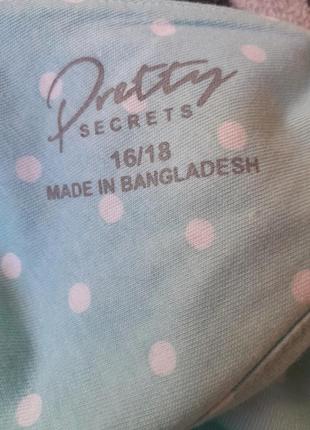 Pretty
SECRETS
16/18
MADE IN BANGLADESH